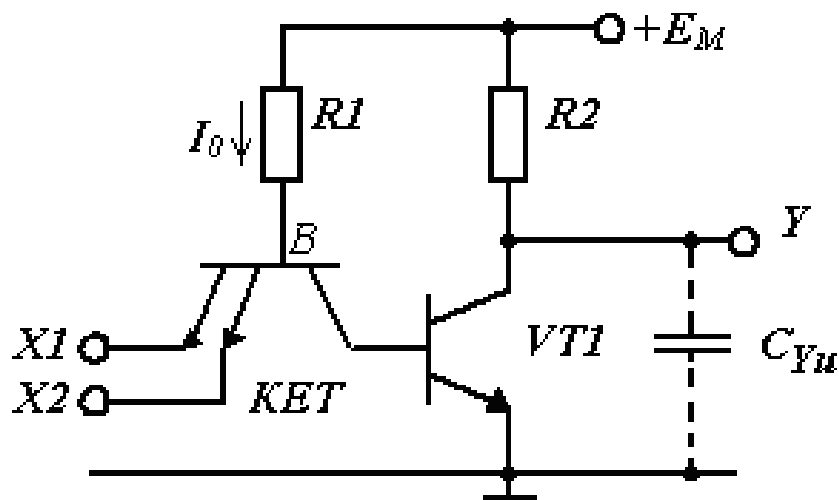 +E_M
R1
R2
I_0
B
Y
X1
VT1
C_Yu
X2
KET